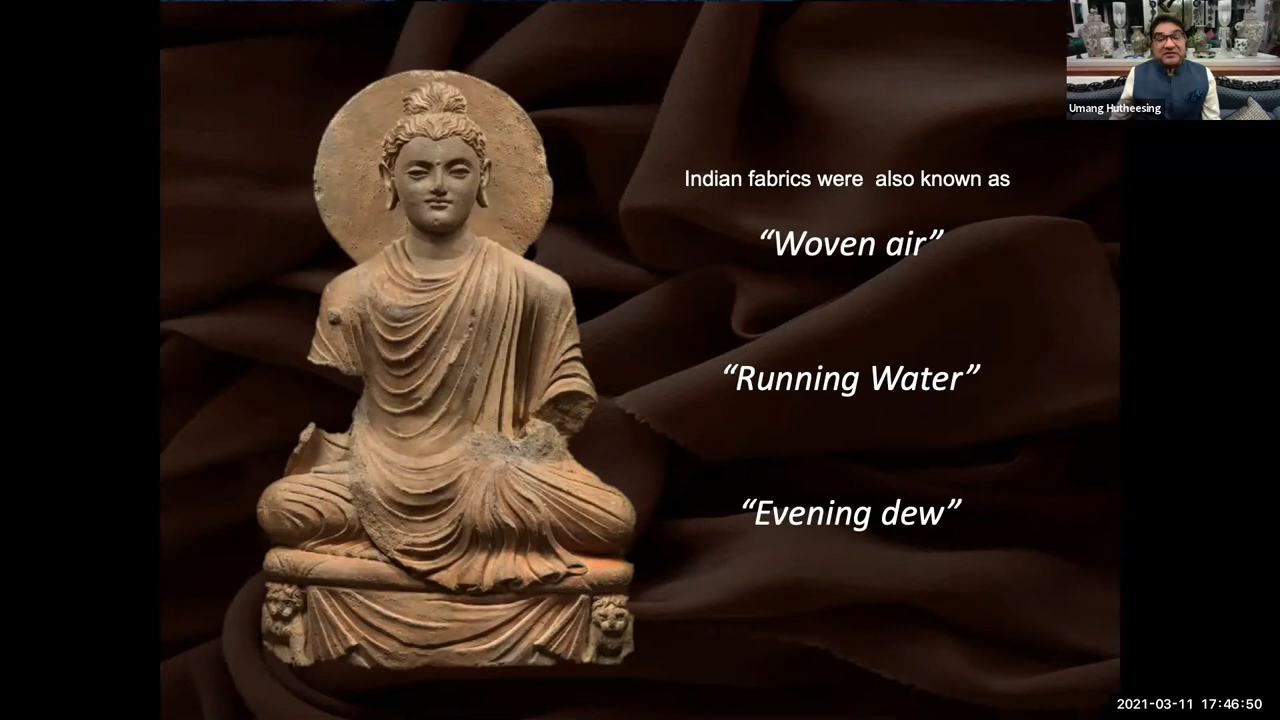 Umang Hutheesing
Indian fabrics were  also known as
“Woven air”
“Running Water”
“Evening dew”
2021-03-11 17:46:50